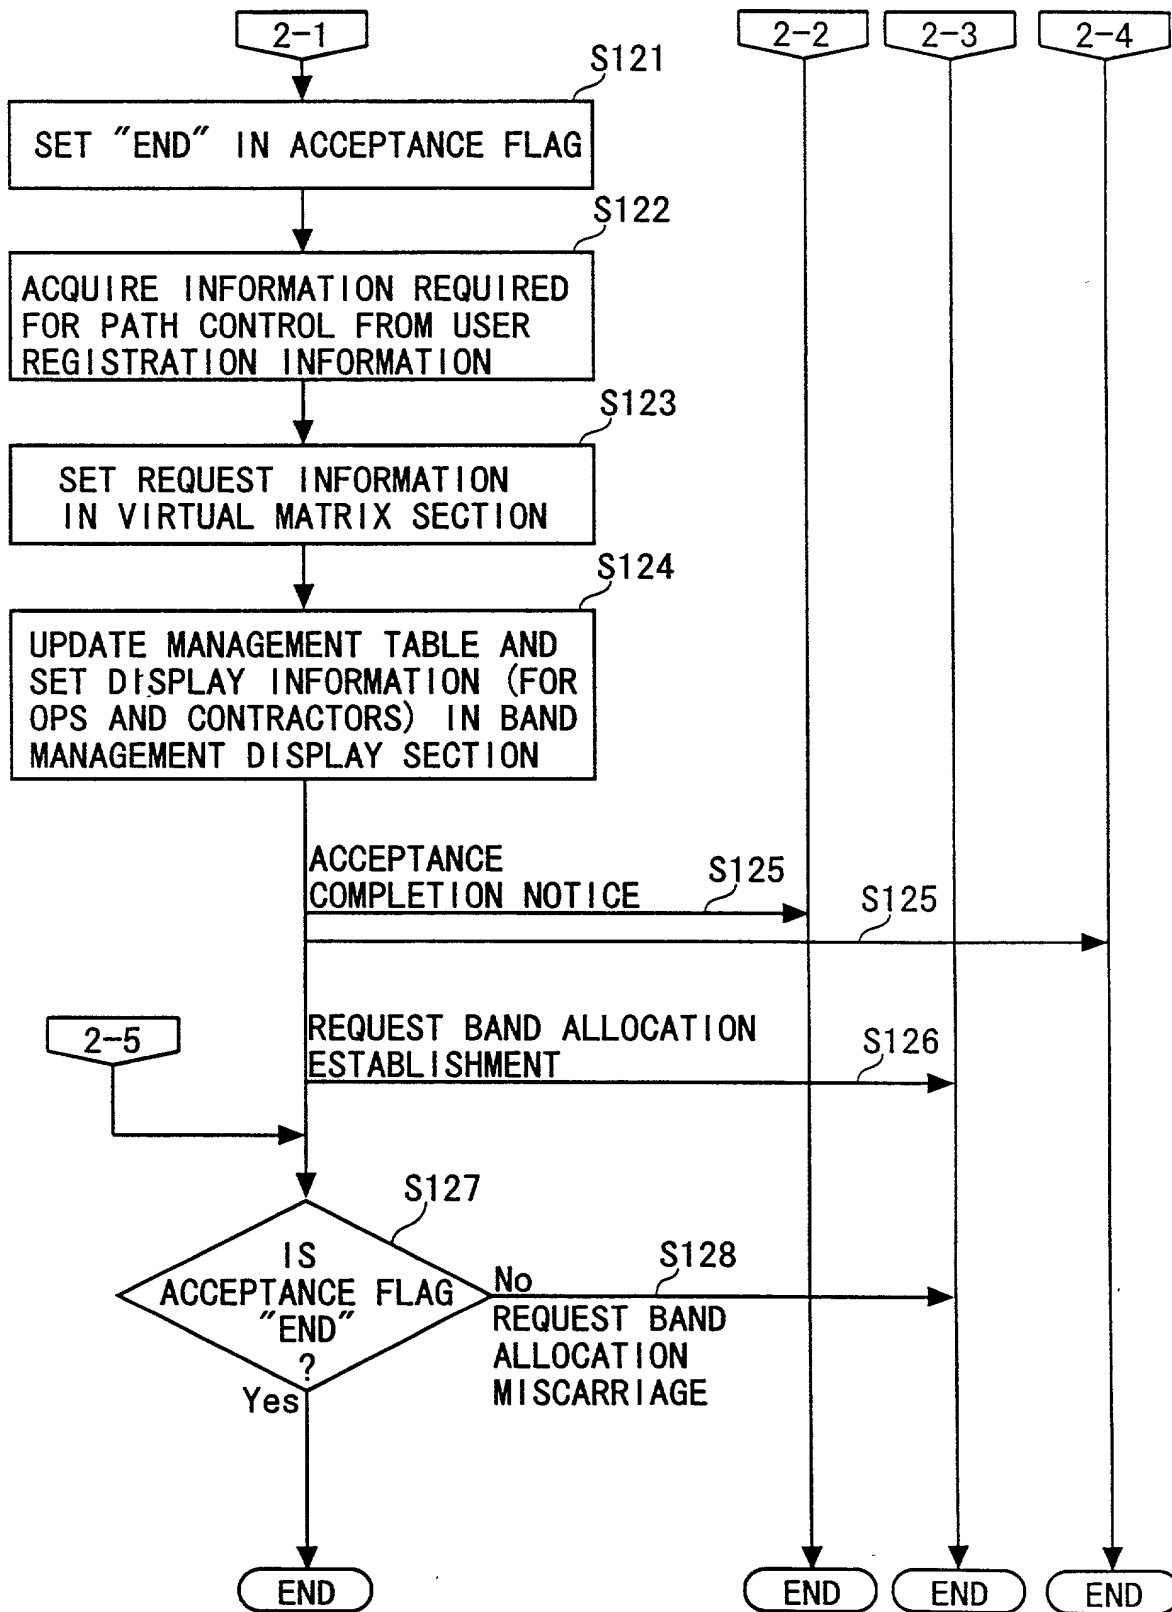 2-1
2-2
2-3
2-4
S121
SET "END" IN ACCEPTANCE FLAG
S122
ACQUIRE INFORMATION REQUIRED
FOR PATH CONTROL FROM USER
REGISTRATION INFORMATION
S123
SET REQUEST INFORMATION
IN VIRTUAL MATRIX SECTION
S124
UPDATE MANAGEMENT TABLE AND
SET DISPLAY INFORMATION (FOR
OPS AND CONTRACTORS) IN BAND
MANAGEMENT DISPLAY SECTION
ACCEPTANCE
COMPLETION NOTICE
S125
S125
REQUEST BAND ALLOCATION
ESTABLISHMENT
S126
2-5
S127
IS
ACCEPTANCE FLAG
"END"
?
No
S128
REQUEST BAND
ALLOCATION
MISCARRIAGE
Yes
END
END
END
END